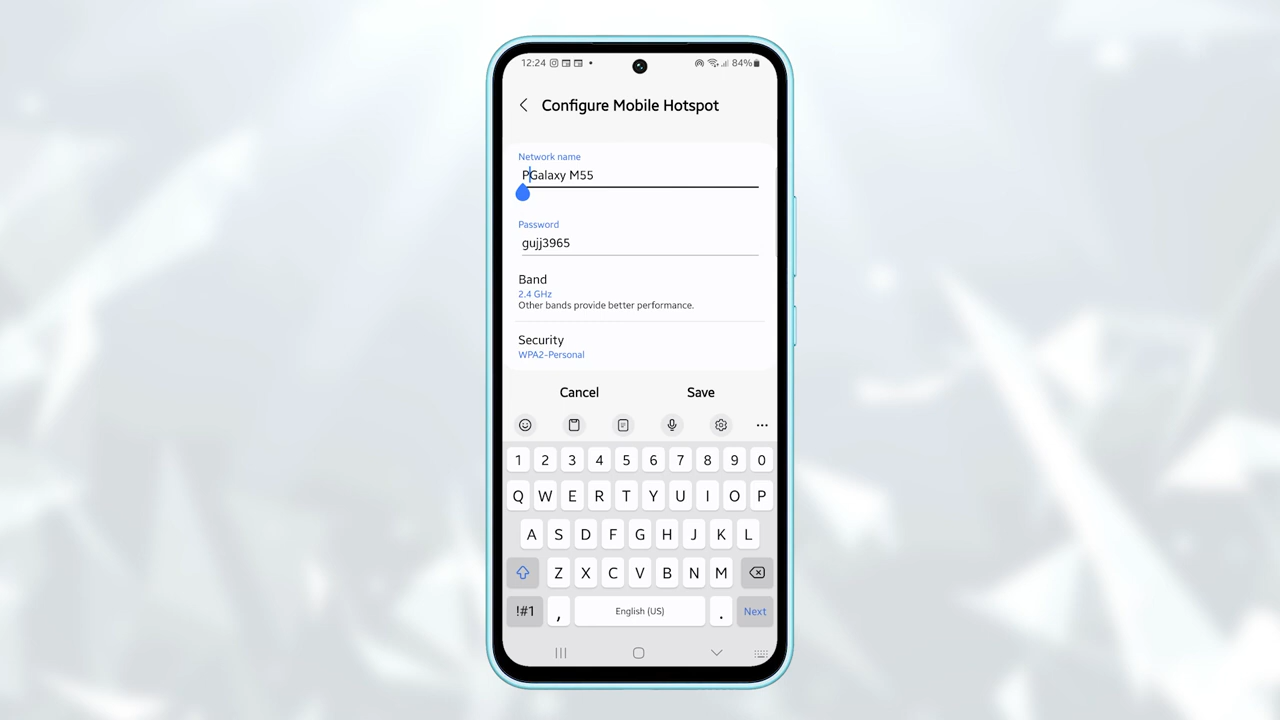 12:24 84%
Configure Mobile Hotspot
Network name
PGalaxy M55
Password
gujj3965
Band
2.4 GHz
Other bands provide better performance.
Security
WPA2-Personal
Cancel Save
1 2 3 4 5 6 7 8 9 0
Q W E R T Y U I O P
A S D F G H J K L
Z X C V B N M
!#1 , English (US) . Next